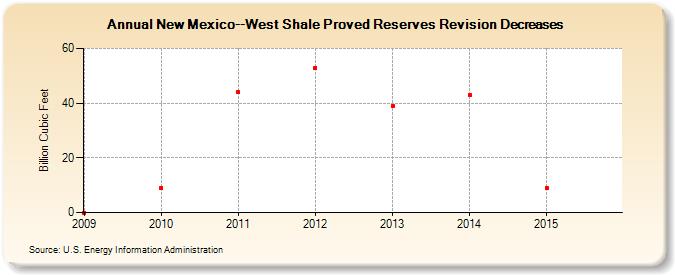 Annual New Mexico--West Shale Proved Reserves Revision Decreases
Billion Cubic Feet
60
40
20
0
2009 2010 2011 2012 2013 2014 2015
Source: U.S. Energy Information Administration